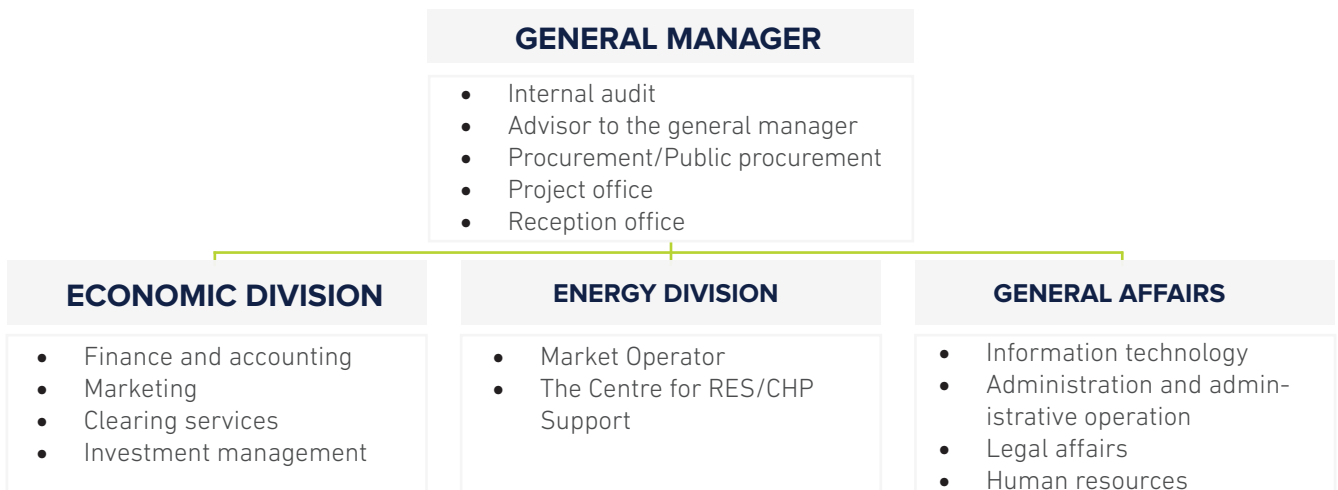 GENERAL MANAGER
• Internal audit
• Advisor to the general manager
• Procurement/Public procurement
• Project office
• Reception office
ECONOMIC DIVISION
• Finance and accounting
• Marketing
• Clearing services
• Investment management
ENERGY DIVISION
• Market Operator
• The Centre for RES/CHP
Support
GENERAL AFFAIRS
• Information technology
• Administration and admin-
istrative operation
• Legal affairs
• Human resources